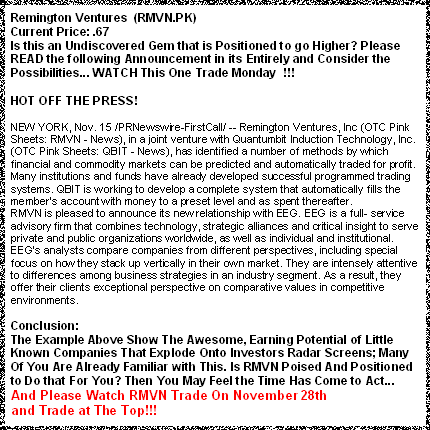 Remington Ventures (RMVN.PK)
Current Price: .67
Is this an Undiscovered Gem that is Positioned to go Higher? Please
READ the following Announcement in its Entirely and Consider the
Possibilities... WATCH This One Trade Monday !!!
HOT OFF THE PRESS!
NEW YORK, Nov. 15 /PRNewswire-FirstCall/ -- Remington Ventures, Inc (OTC Pink
Sheets: RMVN - News), in a joint venture with Quantumbit Induction Technology, Inc.
(OTC Pink Sheets: QBIT - News), has identified a number of methods by which
financial and commodity markets can be predicted and automatically traded for profit.
Many institutions and funds have already developed successful programmed trading
systems. QBIT is working to develop a complete system that automatically fills the
member's account with money to a preset level and as spent thereafter.
RMVN is pleased to announce its new relationship with EEG. EEG is a full- service
advisory firm that combines technology, strategic alliances and critical insight to serve
private and public organizations worldwide, as well as individual and institutional.
EEG's analysts compare companies from different perspectives, including special
focus on how they stack up vertically in their own market. They are intensely attentive
to differences among business strategies in an industry segment. As a result, they
offer their clients exceptional perspective on comparative values in competitive
environments.
Conclusion:
The Example Above Show The Awesome, Earning Potential of Little
Known Companies That Explode Onto Investors Radar Screens; Many
Of You Are Already Familiar with This. Is RMVN Poised And Positioned
to Do that For You? Then You May Feel the Time Has Come to Act...
And Please Watch RMVN Trade On November 28th
and Trade at The Top!!!